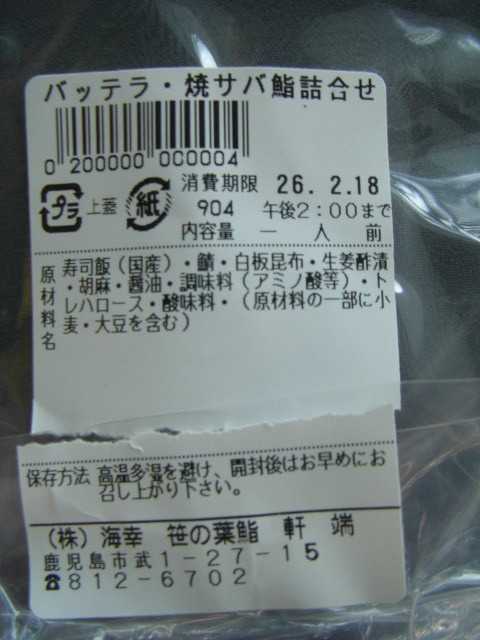 バッテラ・焼サバ鮨詰合せ
0 200000 0C0004
消費期限 26. 2.18
プラ 上蓋 紙 904 午後2:00まで
内容量 一 人 前
原材料名 寿司飯(国産)・鯖・白板昆布・生姜酢漬
・胡麻・醤油・調味料(アミノ酸等)・ト
レハロース・酸味料・(原材料の一部に小
麦・大豆を含む)
保存方法 高温多湿を避け、開封後はお早めにお
召し上がり下さい。
(株)海幸 笹の葉鮨 軒 端
鹿児島市武1-27-15
☎812-6702